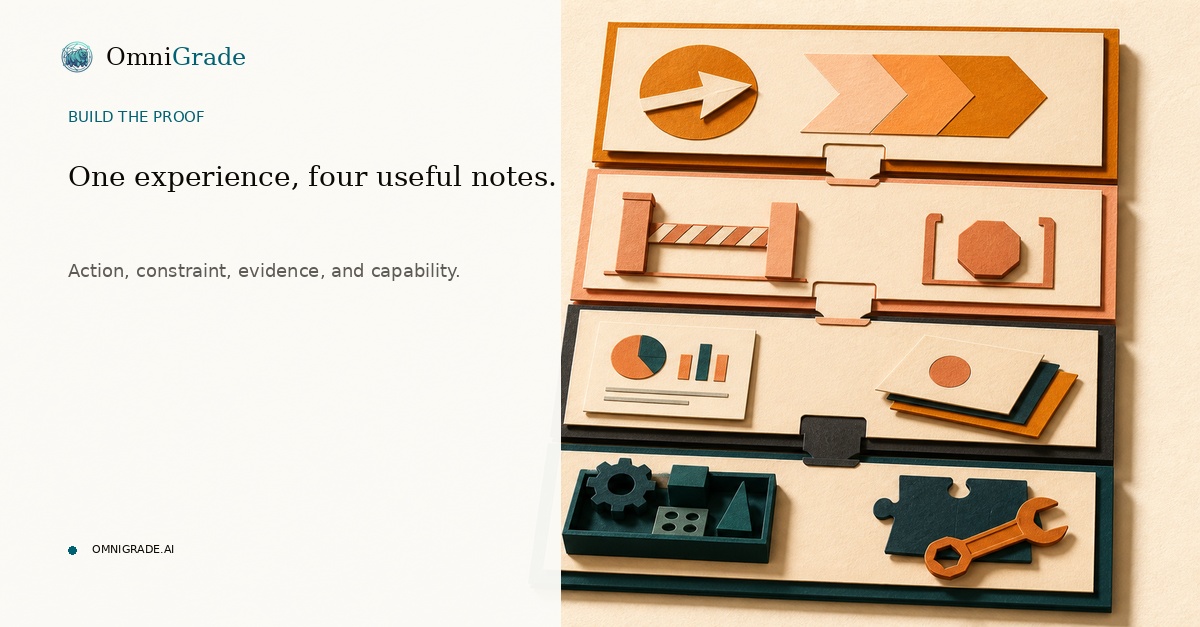 OmniGrade
BUILD THE PROOF
One experience, four useful notes.
Action, constraint, evidence, and capability.
OMNIGRADE.AI